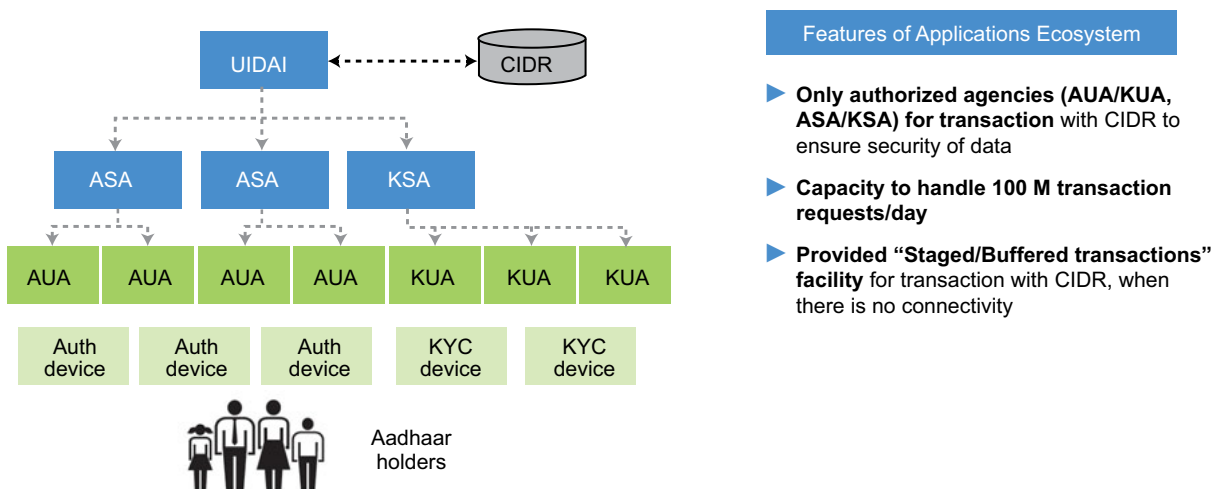 UIDAI
CIDR
ASA
ASA
KSA
AUA
AUA
AUA
AUA
KUA
KUA
KUA
Auth
device
Auth
device
Auth
device
KYC
device
KYC
device
Aadhaar
holders
Features of Applications Ecosystem
Only authorized agencies (AUA/KUA,
ASA/KSA) for transaction with CIDR to
ensure security of data
Capacity to handle 100 M transaction
requests/day
Provided “Staged/Buffered transactions”
facility for transaction with CIDR, when
there is no connectivity